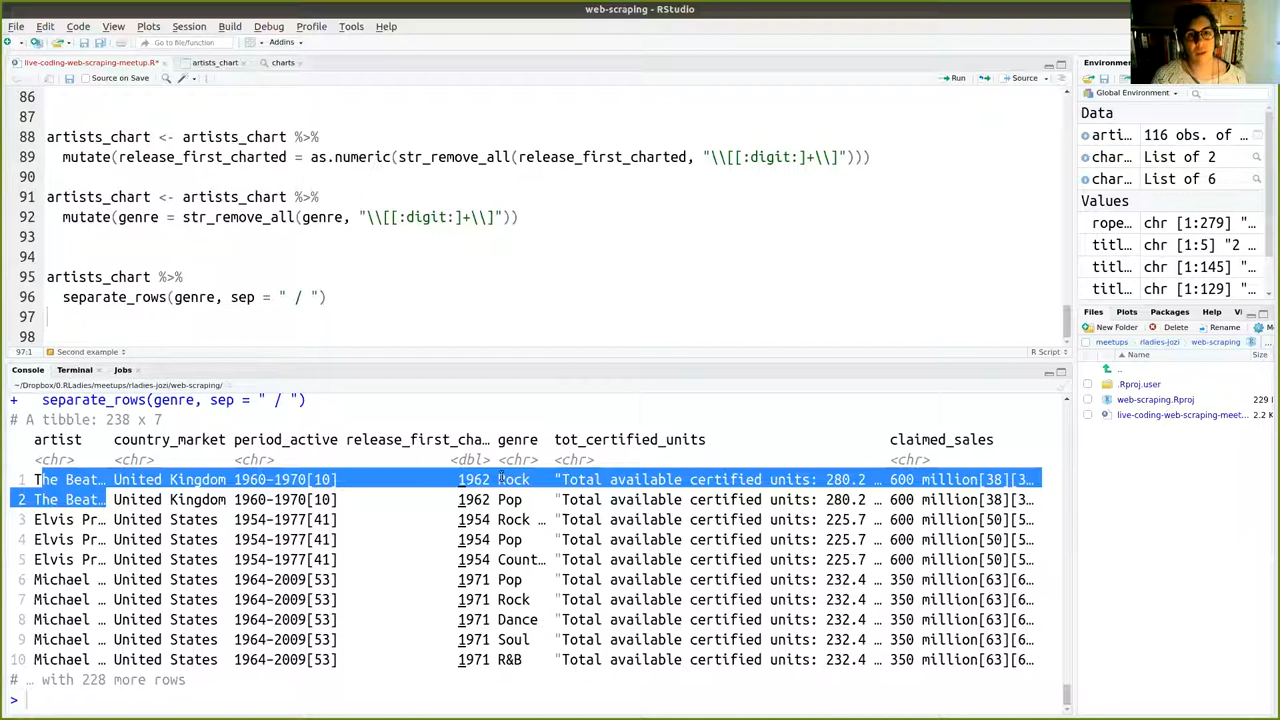 web-scraping - RStudio
File Edit Code View Plots Session Build Debug Profile Tools Help
Go to file/function Addins
live-coding-web-scraping-meetup.R* artists_chart charts
Source on Save Run Source
86
87
88 artists_chart <- artists_chart %>%
89 mutate(release_first_charted = as.numeric(str_remove_all(release_first_charted, "\\[[:digit:]+\\]")))
90
91 artists_chart <- artists_chart %>%
92 mutate(genre = str_remove_all(genre, "\\[[:digit:]+\\]"))
93
94
95 artists_chart %>%
96 separate_rows(genre, sep = " / ")
97
98
97:1 Second example R Script
Console Terminal Jobs
~/Dropbox/0.RLadies/meetups/rladies-jozi/web-scraping/
+ separate_rows(genre, sep = " / ")
# A tibble: 238 x 7
artist country_market period_active release_first_cha… genre tot_certified_units claimed_sales
<chr> <chr> <chr> <dbl> <chr> <chr> <chr>
1 The Beat… United Kingdom 1960-1970[10] 1962 Rock "Total available certified units: 280.2 … 600 million[38][3…
2 The Beat… United Kingdom 1960-1970[10] 1962 Pop "Total available certified units: 280.2 … 600 million[38][3…
3 Elvis Pr… United States 1954-1977[41] 1954 Rock … "Total available certified units: 225.7 … 600 million[50][5…
4 Elvis Pr… United States 1954-1977[41] 1954 Pop "Total available certified units: 225.7 … 600 million[50][5…
5 Elvis Pr… United States 1954-1977[41] 1954 Count… "Total available certified units: 225.7 … 600 million[50][5…
6 Michael … United States 1964-2009[53] 1971 Pop "Total available certified units: 232.4 … 350 million[63][6…
7 Michael … United States 1964-2009[53] 1971 Rock "Total available certified units: 232.4 … 350 million[63][6…
8 Michael … United States 1964-2009[53] 1971 Dance "Total available certified units: 232.4 … 350 million[63][6…
9 Michael … United States 1964-2009[53] 1971 Soul "Total available certified units: 232.4 … 350 million[63][6…
10 Michael … United States 1964-2009[53] 1971 R&B "Total available certified units: 232.4 … 350 million[63][6…
# … with 228 more rows
>
Environ
Global Environment
Data
arti… 116 obs. of …
char… List of 2
char… List of 6
Values
rope… chr [1:279] "…
titl… chr [1:5] "2 …
titl… chr [1:145] "…
titl… chr [1:129] "…
Files Plots Packages Help Vi
New Folder Delete Rename M
meetups rladies-jozi web-scraping …
Name Size
..
.Rproj.user
web-scraping.Rproj 229
live-coding-web-scraping-meet… 2